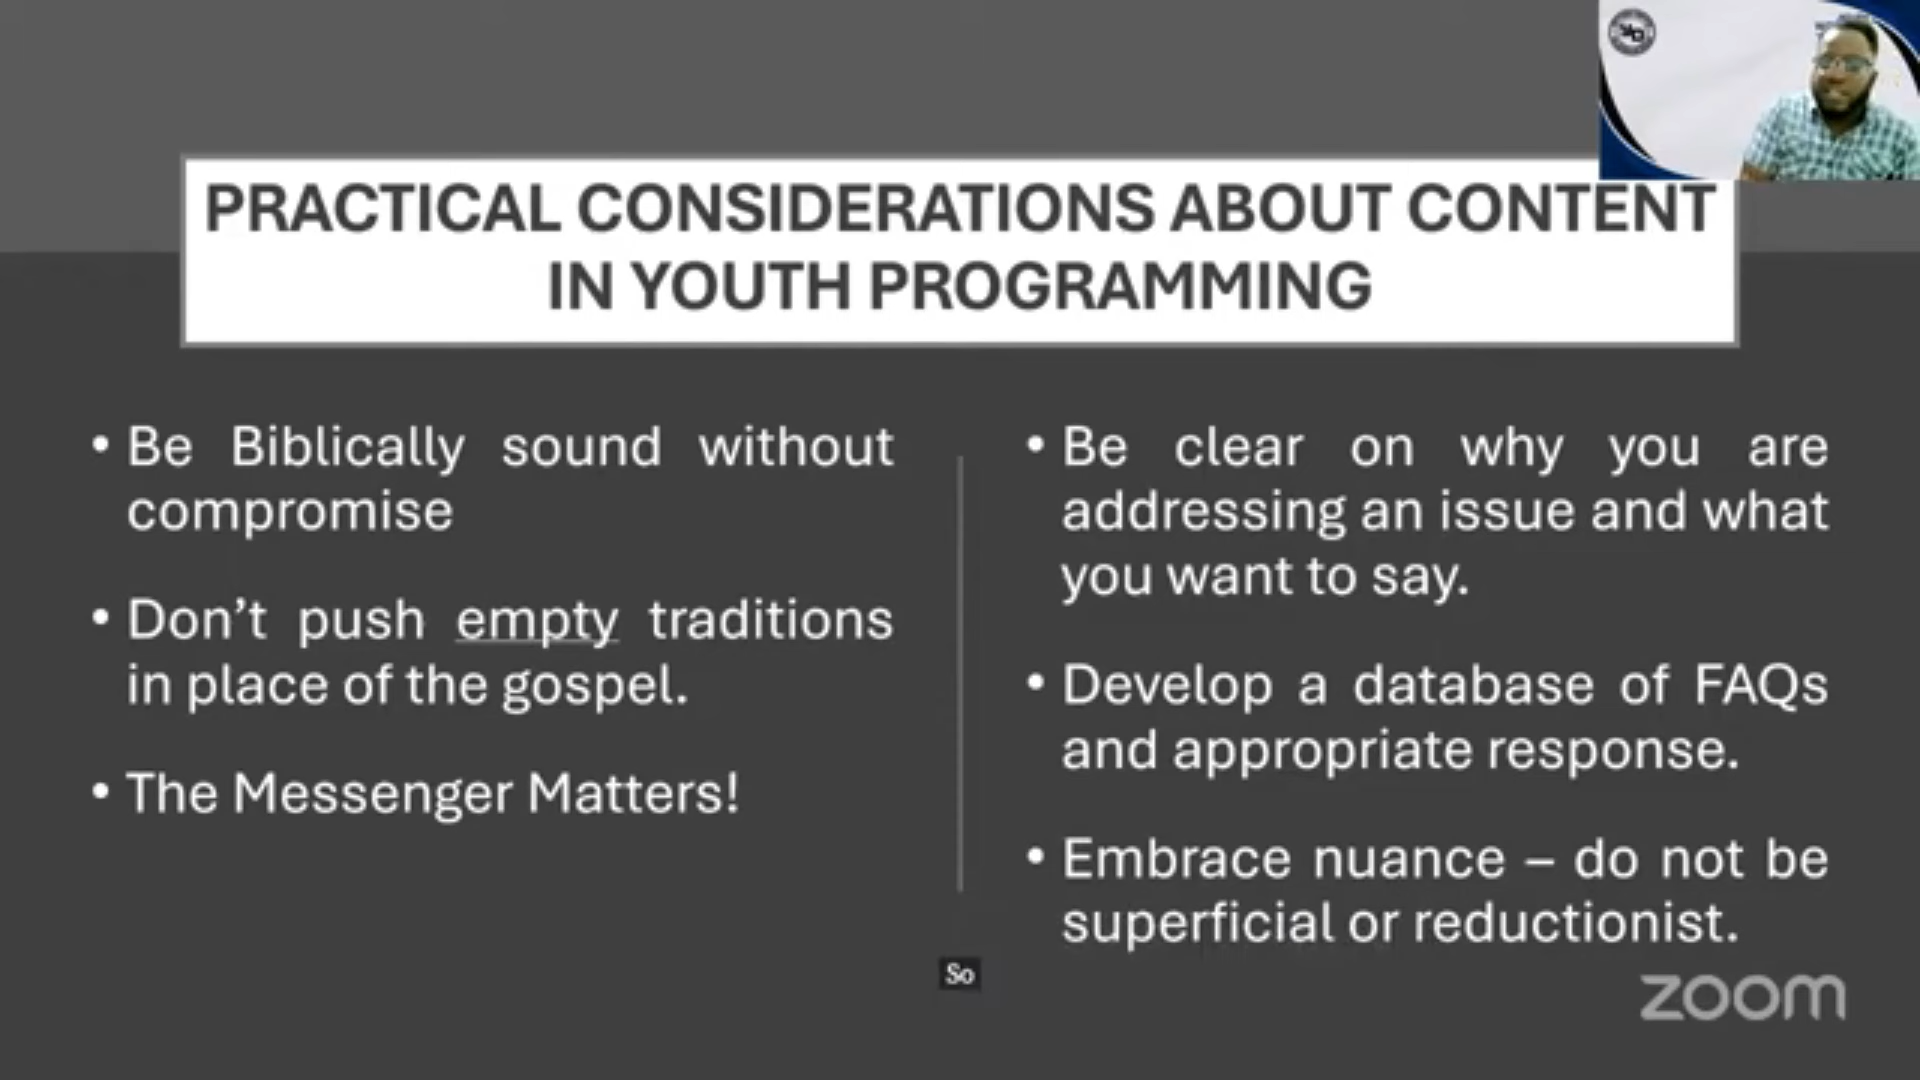 PRACTICAL CONSIDERATIONS ABOUT CONTENT
IN YOUTH PROGRAMMING
• Be Biblically sound without
compromise
• Don’t push empty traditions
in place of the gospel.
• The Messenger Matters!
• Be clear on why you are
addressing an issue and what
you want to say.
• Develop a database of FAQs
and appropriate response.
• Embrace nuance – do not be
superficial or reductionist.
So
zoom